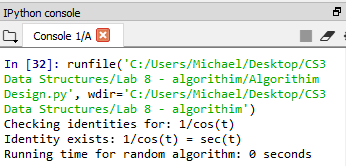 IPython console
Console 1/A
In [32]: runfile('C:/Users/Michael/Desktop/CS3
Data Structures/Lab 8 - algorithim/Algorithim
Design.py', wdir='C:/Users/Michael/Desktop/CS3
Data Structures/Lab 8 - algorithim')
Checking identities for: 1/cos(t)
Identity exists: 1/cos(t) = sec(t)
Running time for random algorithm: 0 seconds